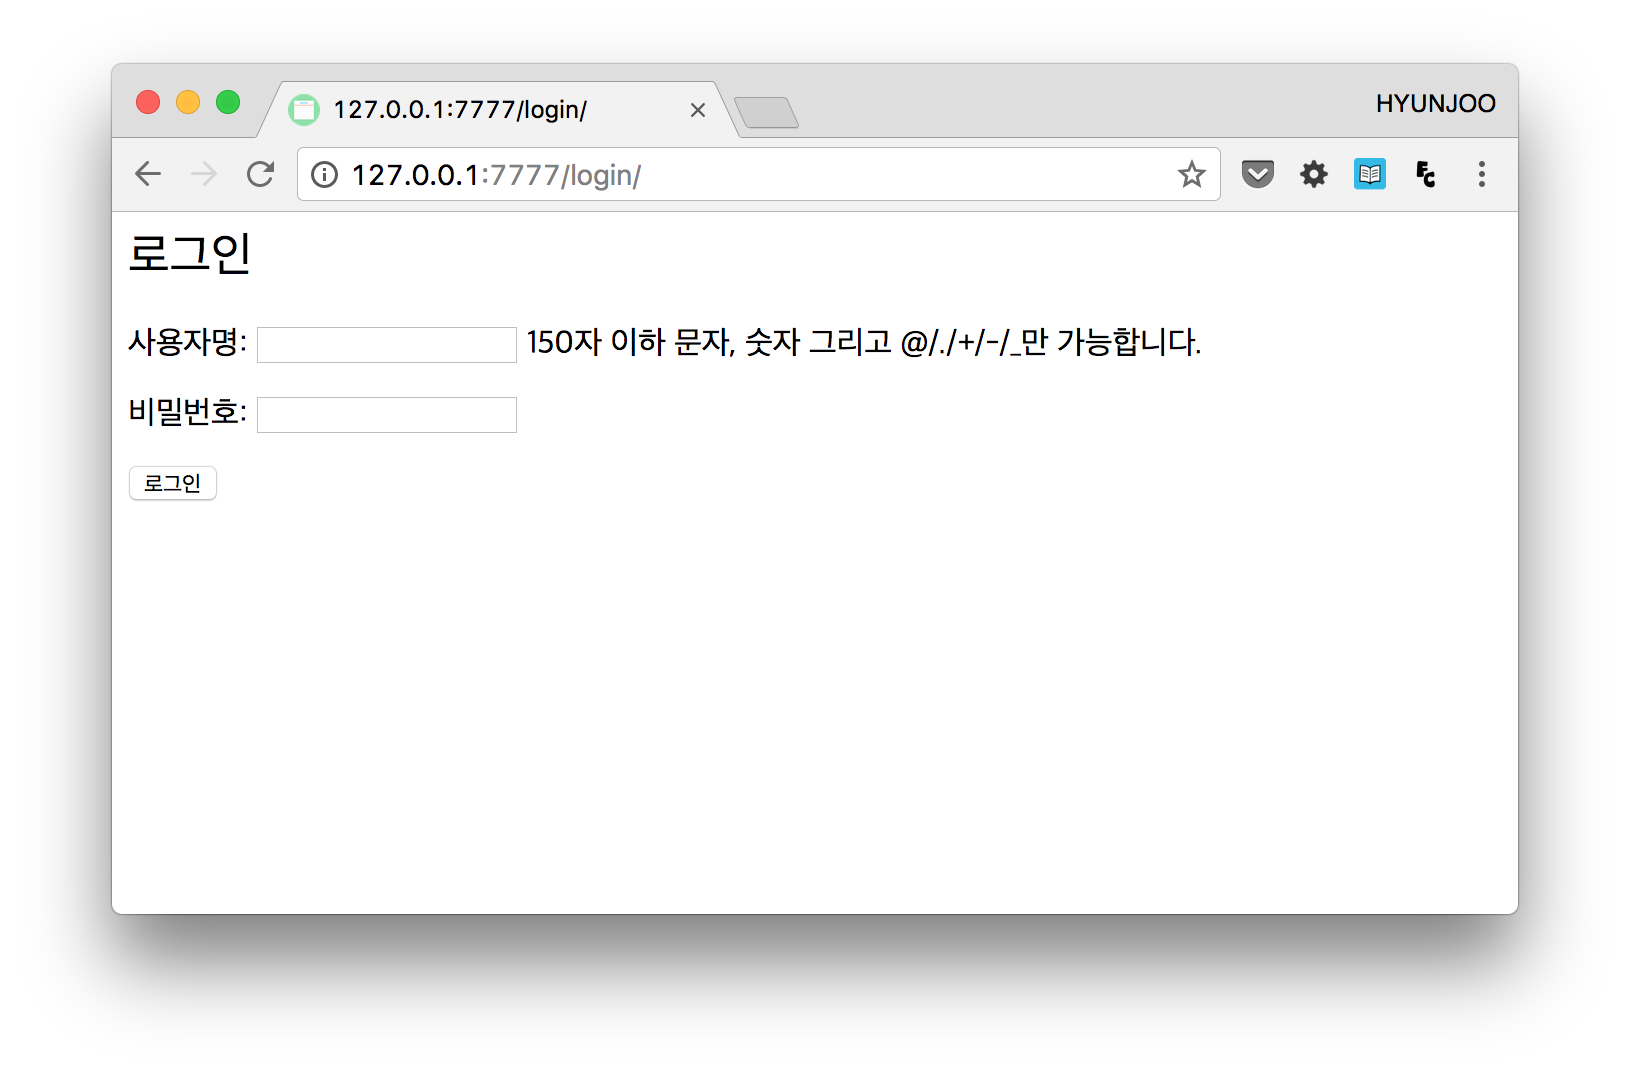 127.0.0.1:7777/login/
HYUNJOO
127.0.0.1:7777/login/
FC
로그인
사용자명: 150자 이하 문자, 숫자 그리고 @/./+/-/_만 가능합니다.
비밀번호:
로그인